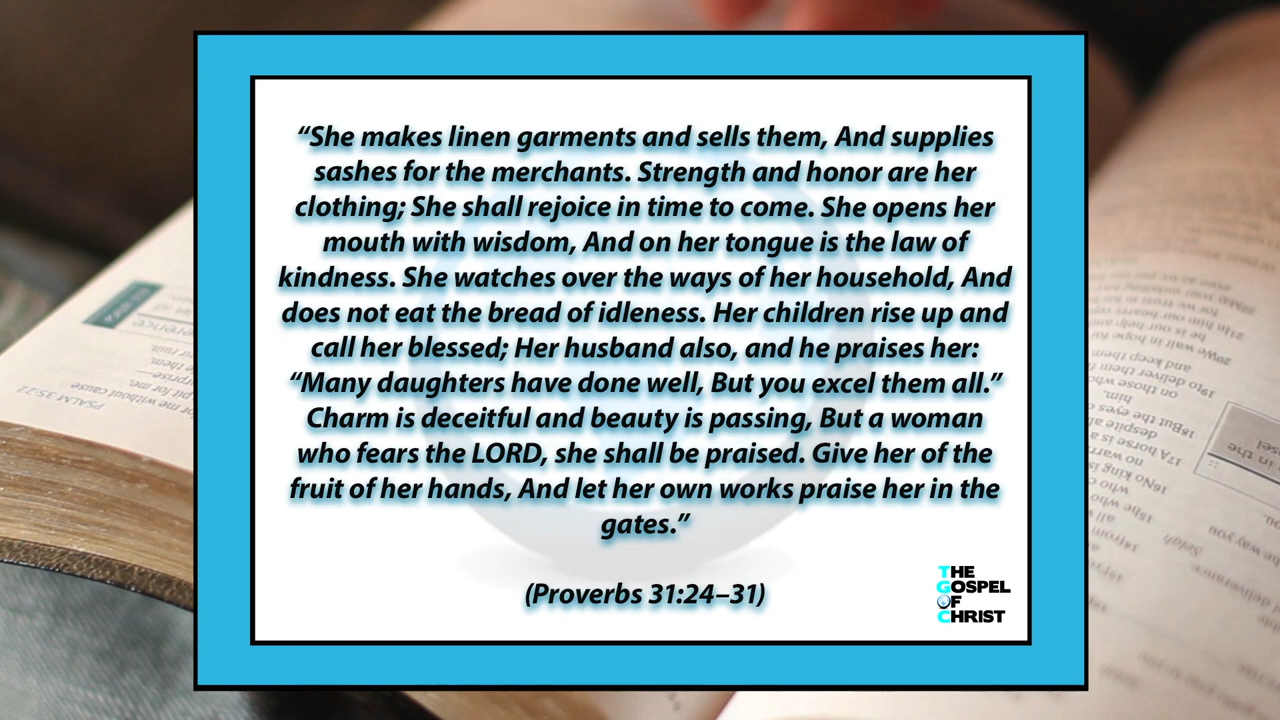 “She makes linen garments and sells them, And supplies
sashes for the merchants. Strength and honor are her
clothing; She shall rejoice in time to come. She opens her
mouth with wisdom, And on her tongue is the law of
kindness. She watches over the ways of her household, And
does not eat the bread of idleness. Her children rise up and
call her blessed; Her husband also, and he praises her:
“Many daughters have done well, But you excel them all.”
Charm is deceitful and beauty is passing, But a woman
who fears the LORD, she shall be praised. Give her of the
fruit of her hands, And let her own works praise her in the
gates.”
(Proverbs 31:24–31)
THE
GOSPEL
OF
CHRIST
PSALM 35:22